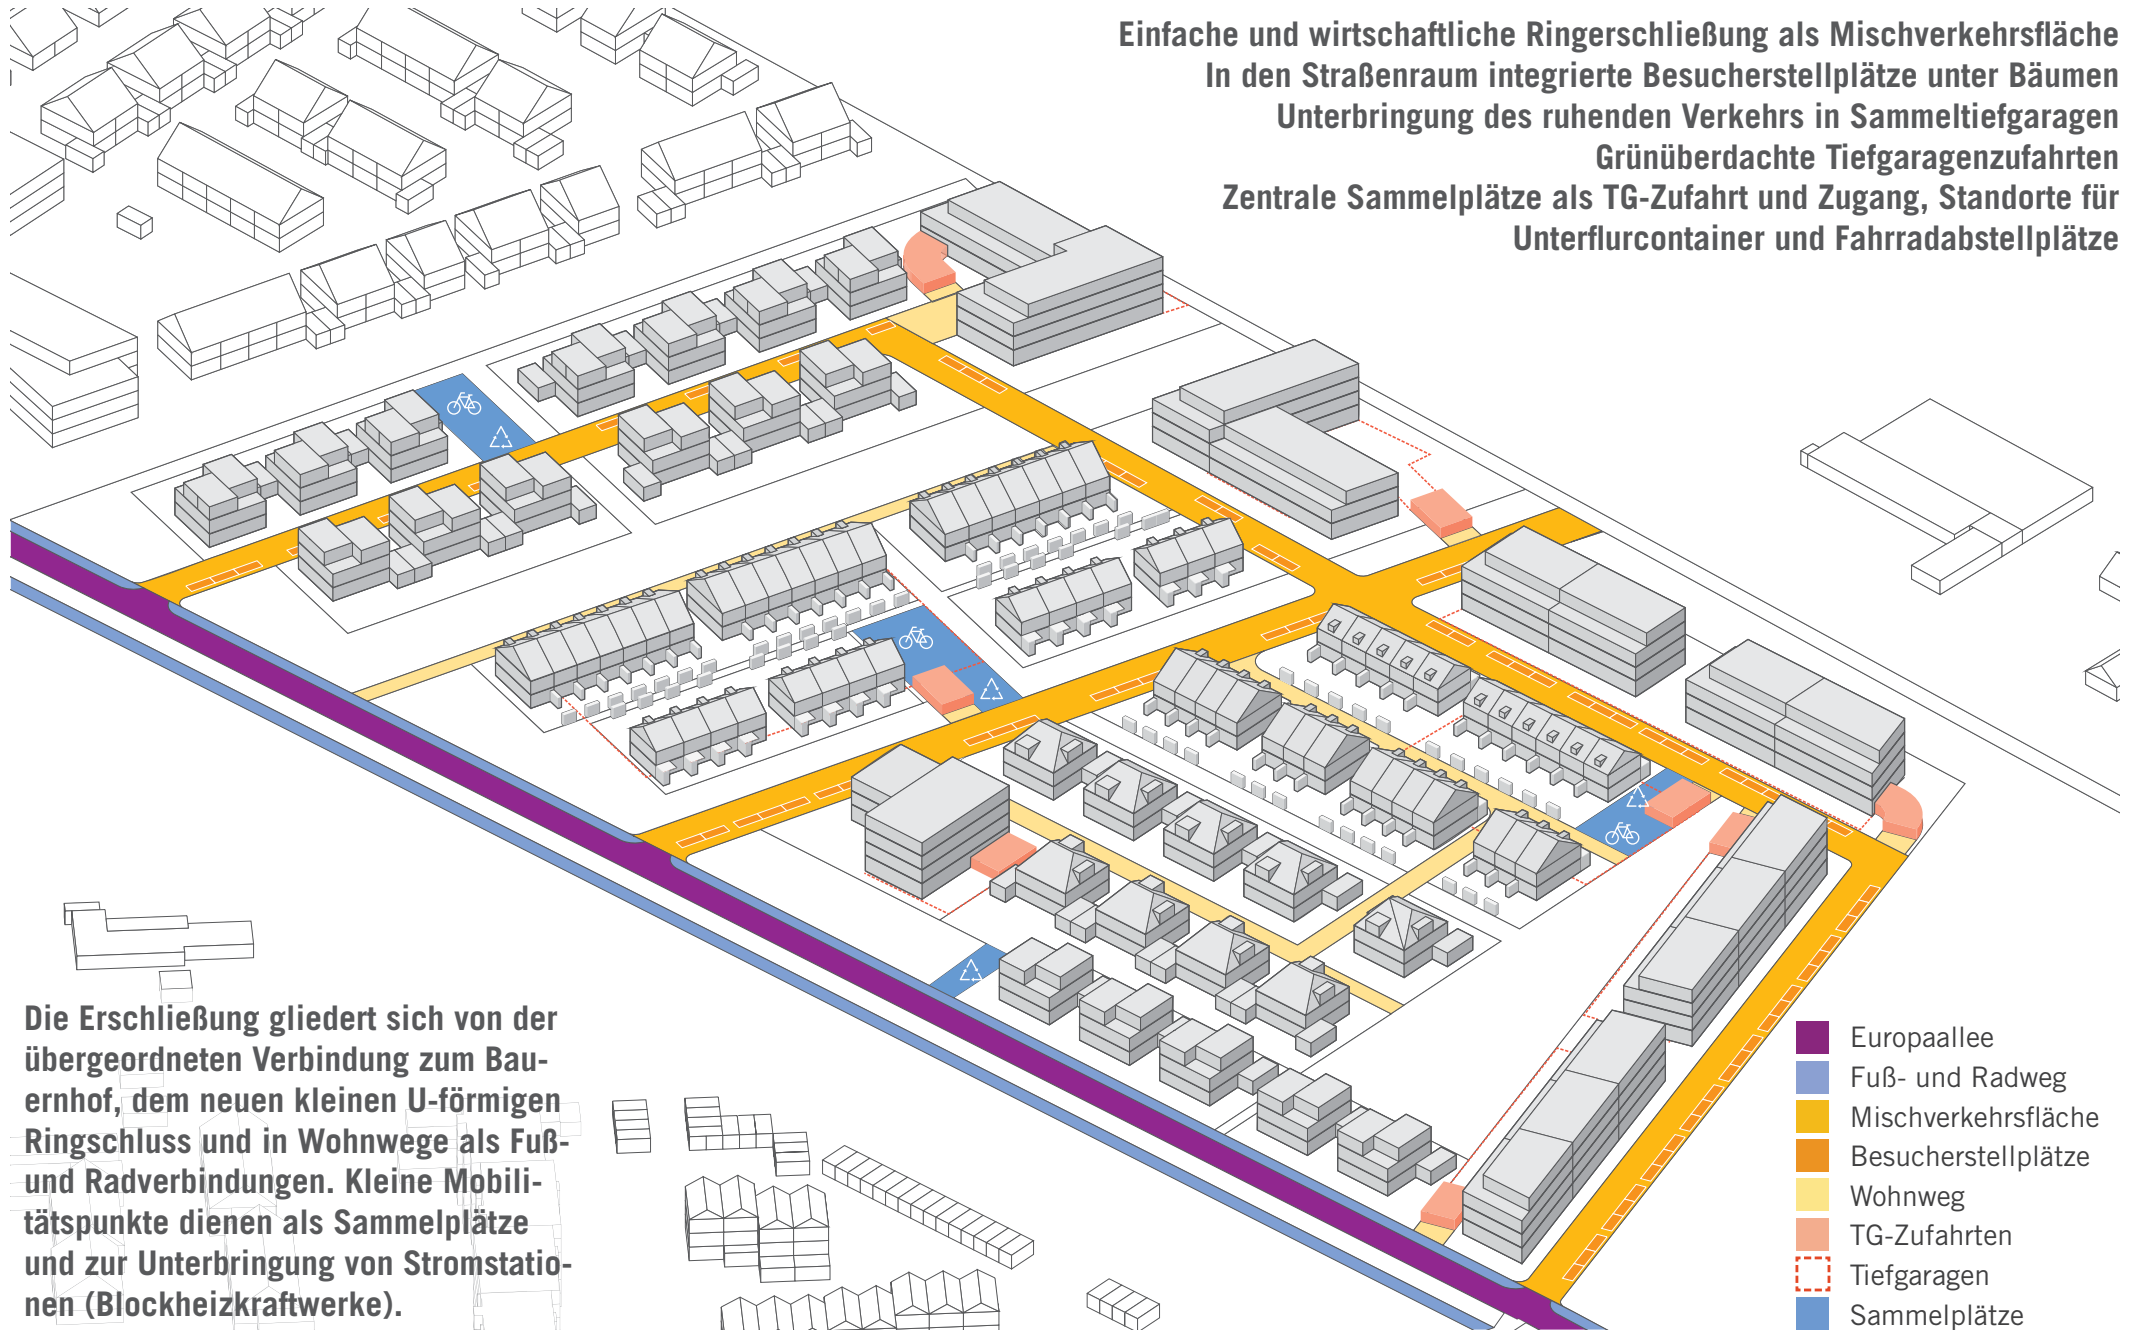 Einfache und wirtschaftliche Ringerschließung als Mischverkehrsfläche
In den Straßenraum integrierte Besucherstellplätze unter Bäumen
Unterbringung des ruhenden Verkehrs in Sammeltiefgaragen
Grünüberdachte Tiefgaragenzufahrten
Zentrale Sammelplätze als TG-Zufahrt und Zugang, Standorte für
Unterflurcontainer und Fahrradabstellplätze
Die Erschließung gliedert sich von der
übergeordneten Verbindung zum Bau-
ernhof, dem neuen kleinen U-förmigen
Ringschluss und in Wohnwege als Fuß-
und Radverbindungen. Kleine Mobili-
tätspunkte dienen als Sammelplätze
und zur Unterbringung von Stromstatio-
nen (Blockheizkraftwerke).
Europaallee
Fuß- und Radweg
Mischverkehrsfläche
Besucherstellplätze
Wohnweg
TG-Zufahrten
Tiefgaragen
Sammelplätze